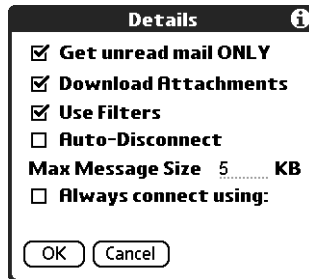 Details
Get unread mail ONLY
Download Attachments
Use Filters
Auto-Disconnect
Max Message Size 5 KB
Always connect using:
OK Cancel